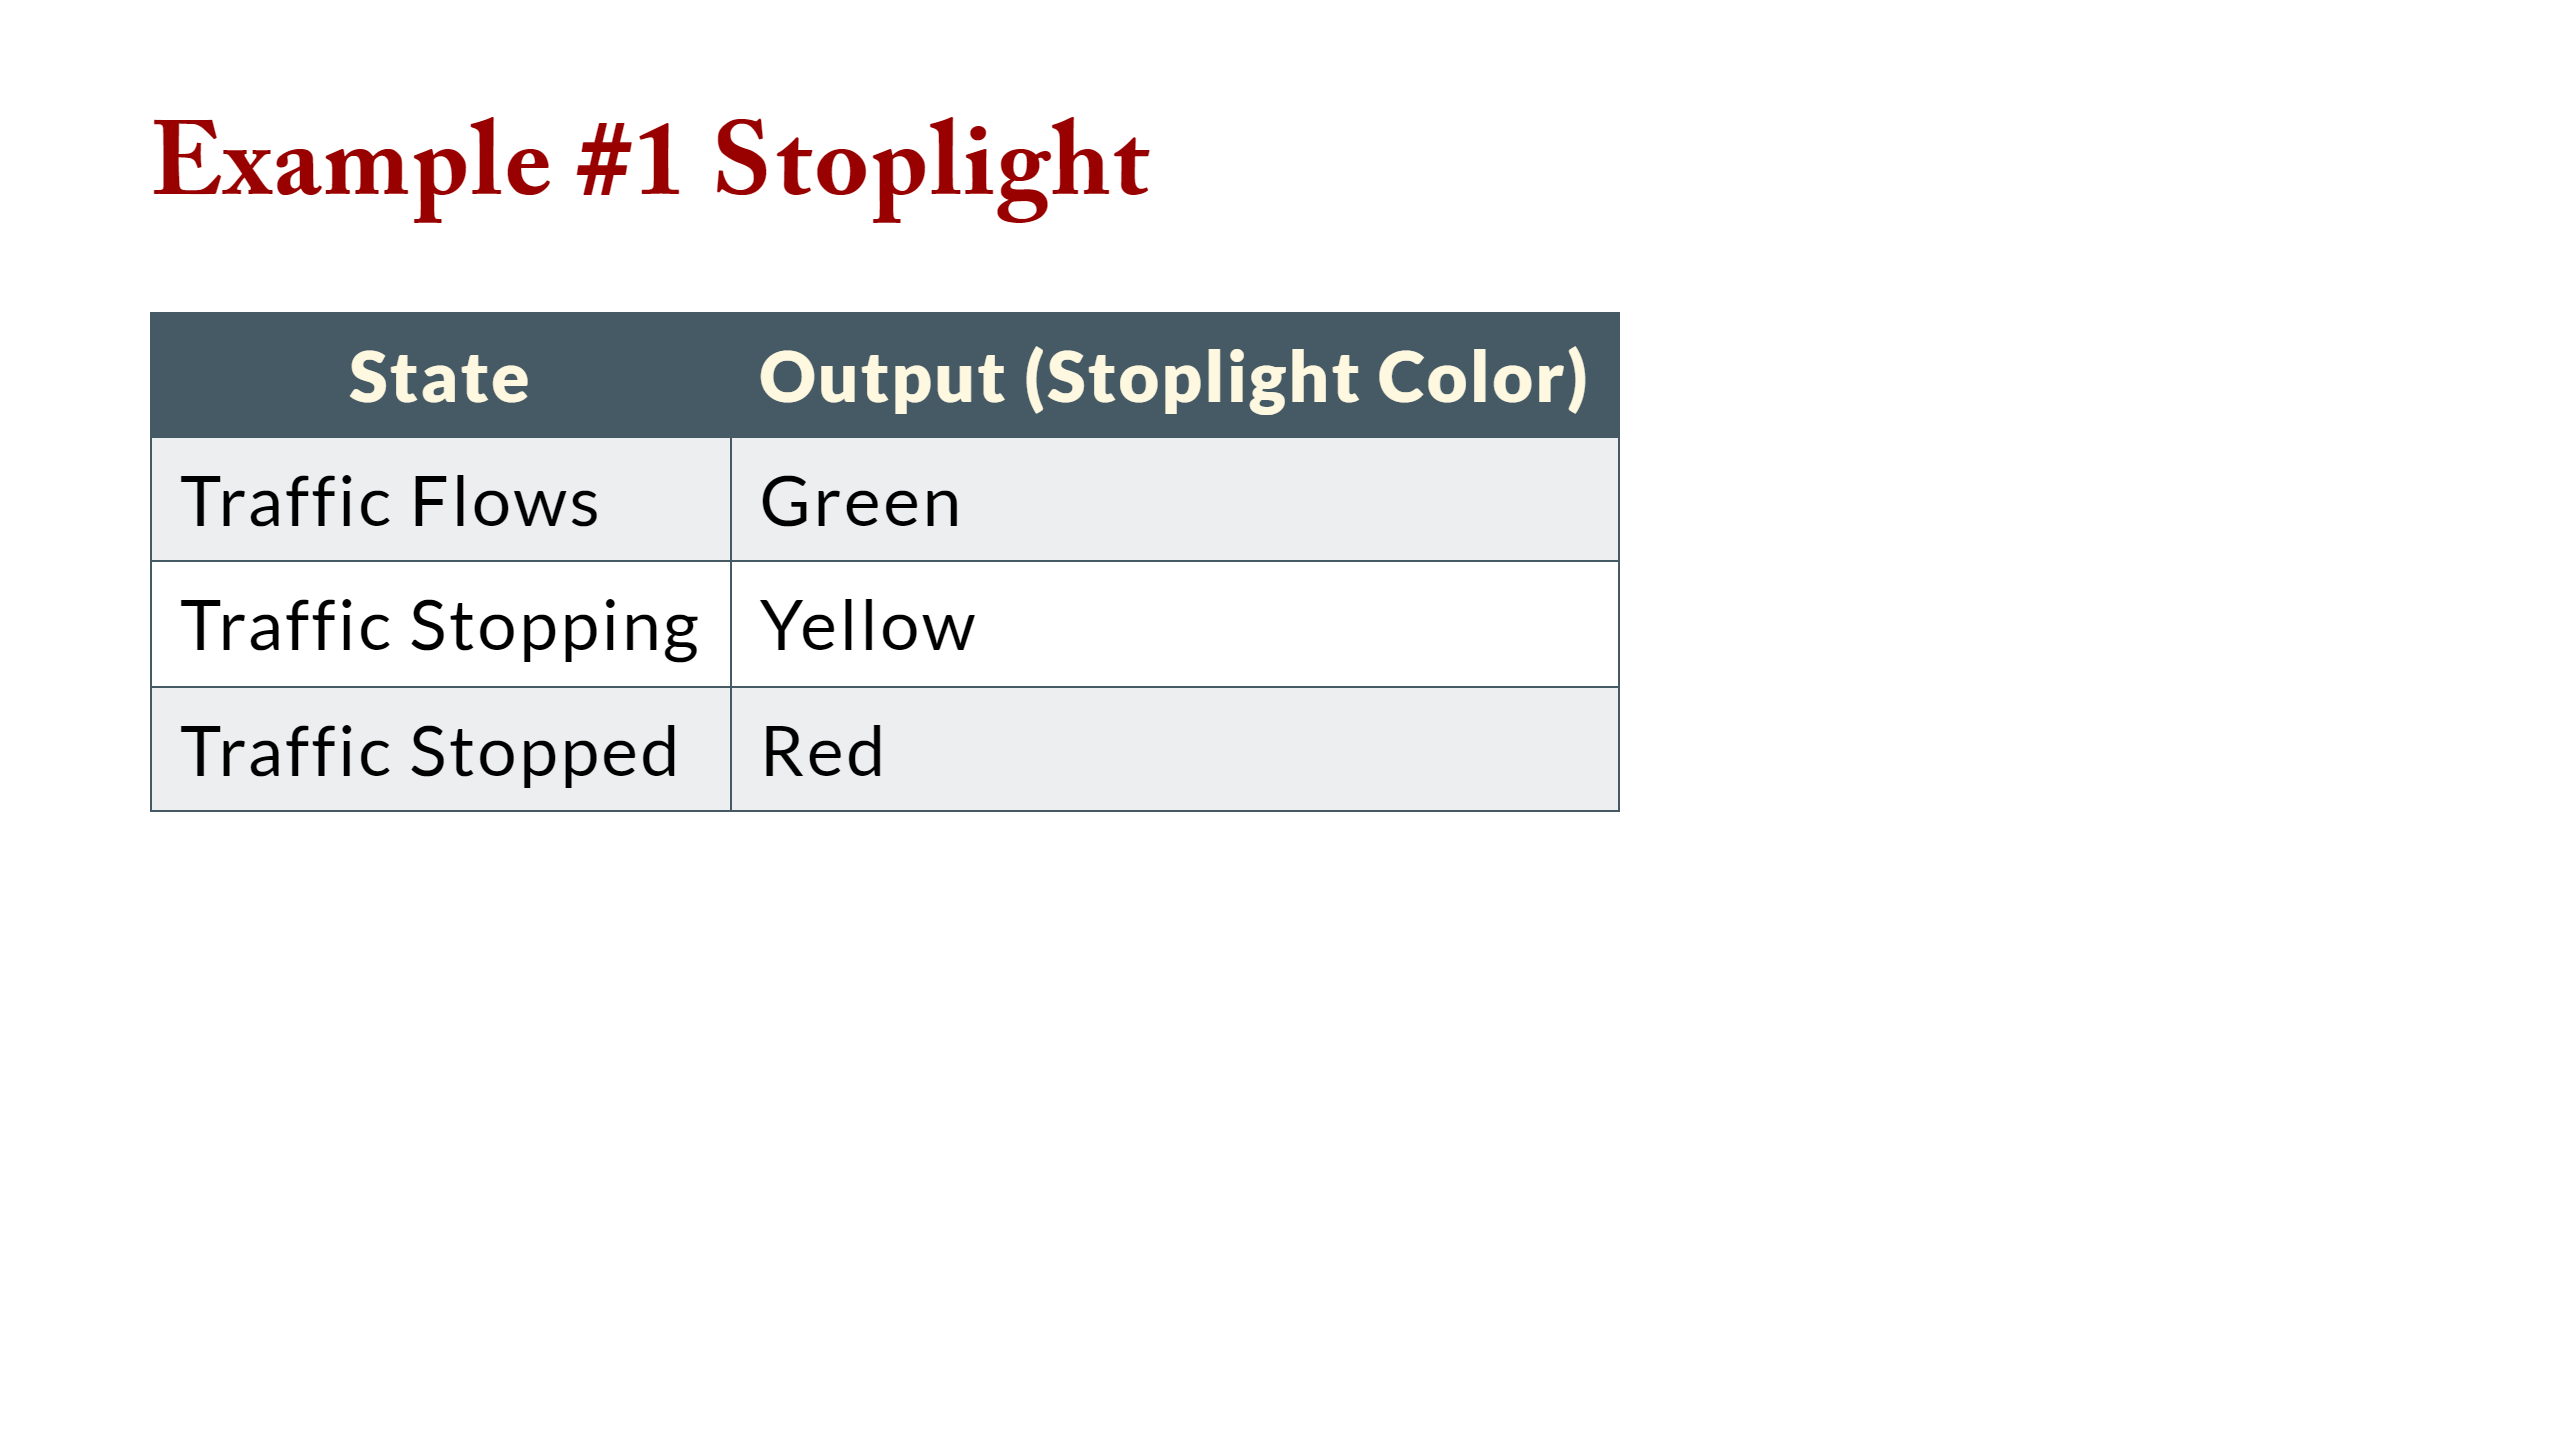 Example #1 Stoplight
State Output (Stoplight Color)
Traffic Flows Green
Traffic Stopping Yellow
Traffic Stopped Red